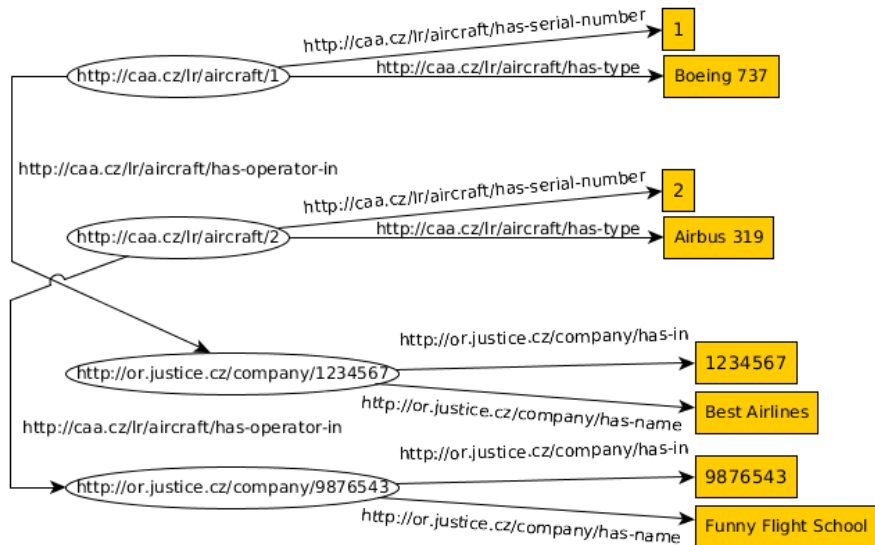 http://caa.cz/lr/aircraft/has-serial-number
1
http://caa.cz/lr/aircraft/1
http://caa.cz/lr/aircraft/has-type
Boeing 737
http://caa.cz/lr/aircraft/has-operator-in
http://caa.cz/lr/aircraft/has-serial-number
2
http://caa.cz/lr/aircraft/2
http://caa.cz/lr/aircraft/has-type
Airbus 319
http://or.justice.cz/company/has-in
1234567
http://or.justice.cz/company/1234567
http://or.justice.cz/company/has-name
Best Airlines
http://caa.cz/lr/aircraft/has-operator-in
http://or.justice.cz/company/has-in
9876543
http://or.justice.cz/company/9876543
http://or.justice.cz/company/has-name
Funny Flight School